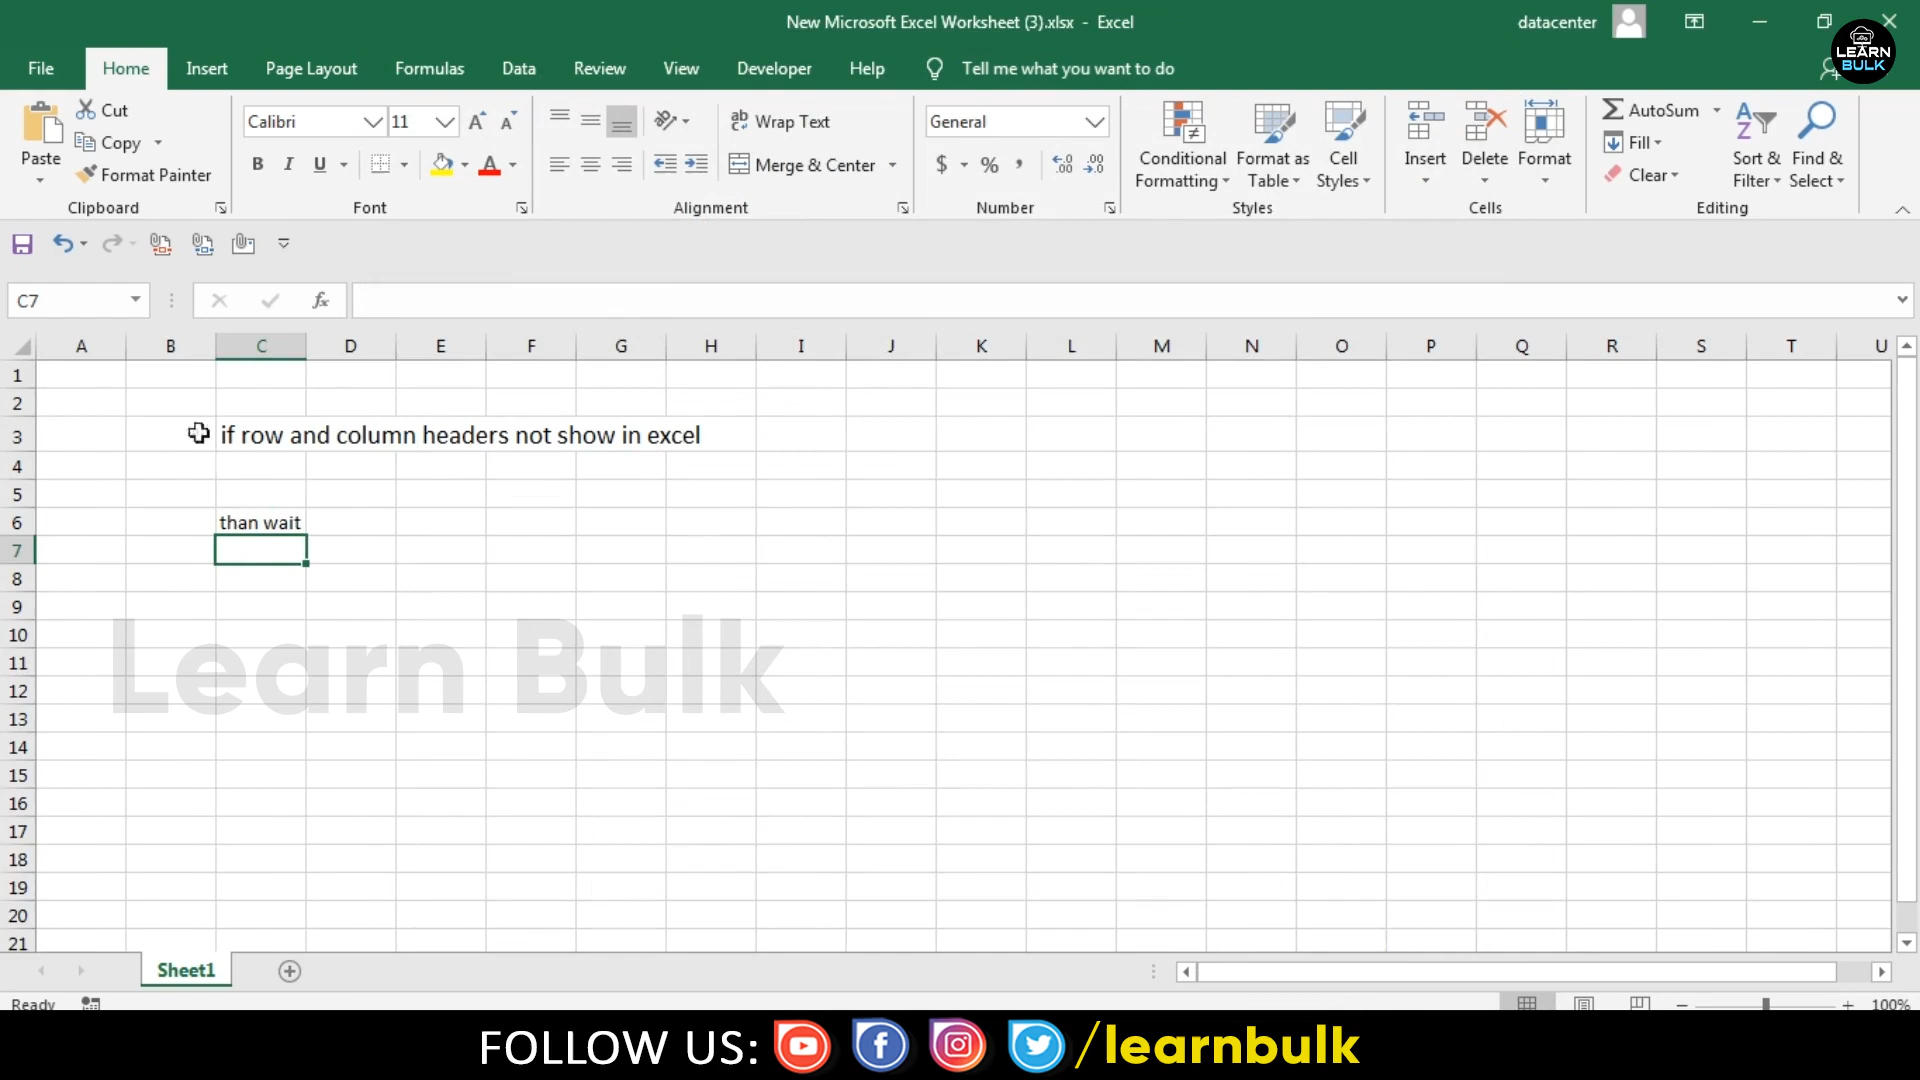 New Microsoft Excel Worksheet (3).xlsx - Excel
datacenter
LEARN
BULK
File Home Insert Page Layout Formulas Data Review View Developer Help Tell me what you want to do
Paste
Cut
Copy
Format Painter
Clipboard
Calibri 11
B I U A
Font
Wrap Text
Merge & Center
Alignment
General
$ % ,
Number
Conditional
Formatting
Format as
Table
Cell
Styles
Styles
Insert
Delete
Format
Cells
AutoSum
Fill
Clear
Sort &
Filter
Find &
Select
Editing
C7
fx
A B C D E F G H I J K L M N O P Q R S T U
1
2
3 if row and column headers not show in excel
4
5
6 than wait
7
8
9
10
11
12
13
14
15
16
17
18
19
20
21
Learn Bulk
Sheet1
Ready
100%
FOLLOW US: /learnbulk